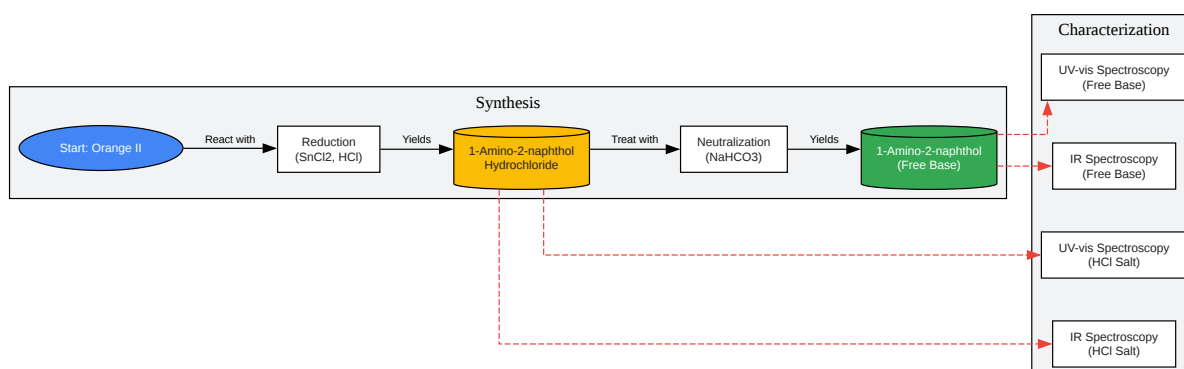 Synthesis
Start: Orange II
React with
Reduction
(SnCl2, HCl)
Yields
1-Amino-2-naphthol
Hydrochloride
Treat with
Neutralization
(NaHCO3)
Yields
1-Amino-2-naphthol
(Free Base)
Characterization
UV-vis Spectroscopy
(Free Base)
IR Spectroscopy
(Free Base)
UV-vis Spectroscopy
(HCl Salt)
IR Spectroscopy
(HCl Salt)